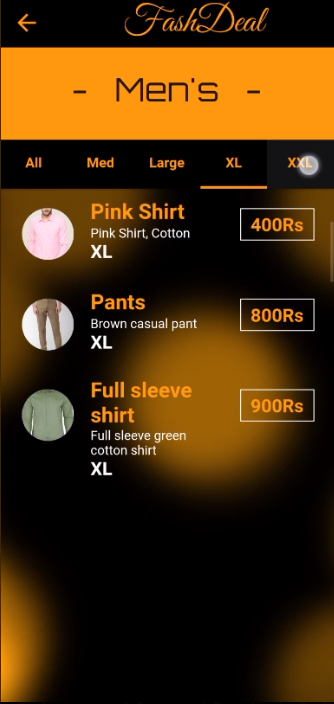 FashDeal
- Men's -
All Med Large XL XXL
Pink Shirt
Pink Shirt, Cotton
XL
400Rs
Pants
Brown casual pant
XL
800Rs
Full sleeve
shirt
Full sleeve green
cotton shirt
XL
900Rs